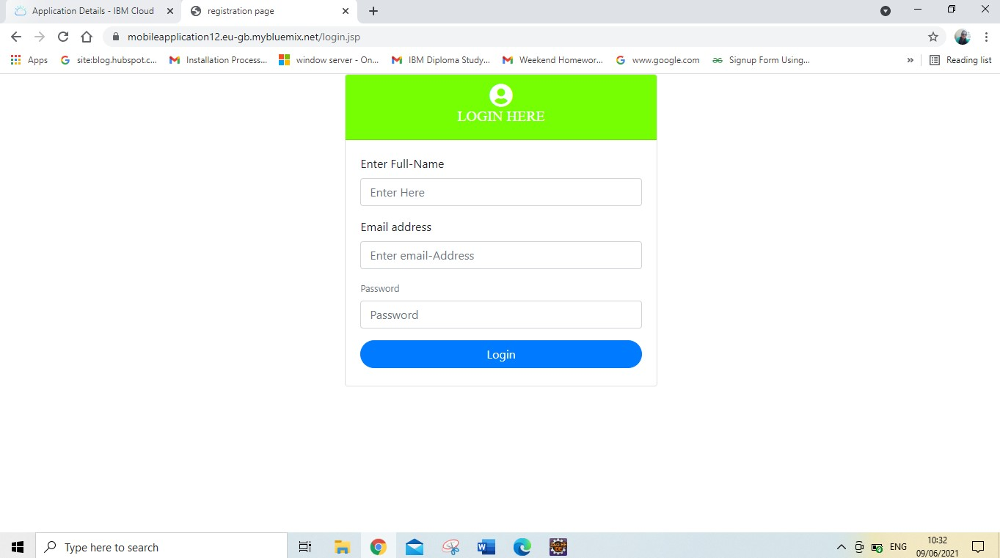 Application Details - IBM Cloud
registration page
mobileapplication12.eu-gb.mybluemix.net/login.jsp
Apps
site:blog.hubspot.c...
Installation Process...
window server - On...
IBM Diploma Study...
Weekend Homewor...
www.google.com
Signup Form Using...
»
Reading list
LOGIN HERE
Enter Full-Name
Enter Here
Email address
Enter email-Address
Password
Password
Login
Type here to search
ENG
10:32
09/06/2021